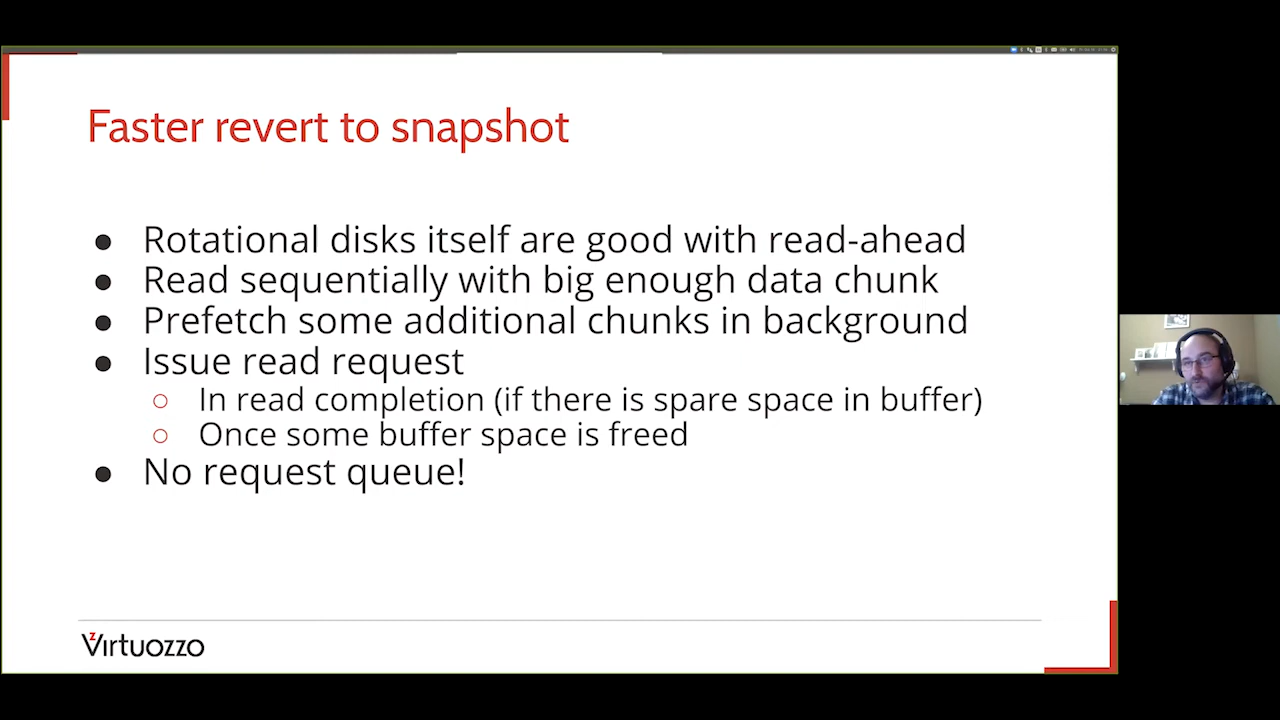 Faster revert to snapshot
● Rotational disks itself are good with read-ahead
● Read sequentially with big enough data chunk
● Prefetch some additional chunks in background
● Issue read request
○ In read completion (if there is spare space in buffer)
○ Once some buffer space is freed
● No request queue!
Virtuozzo